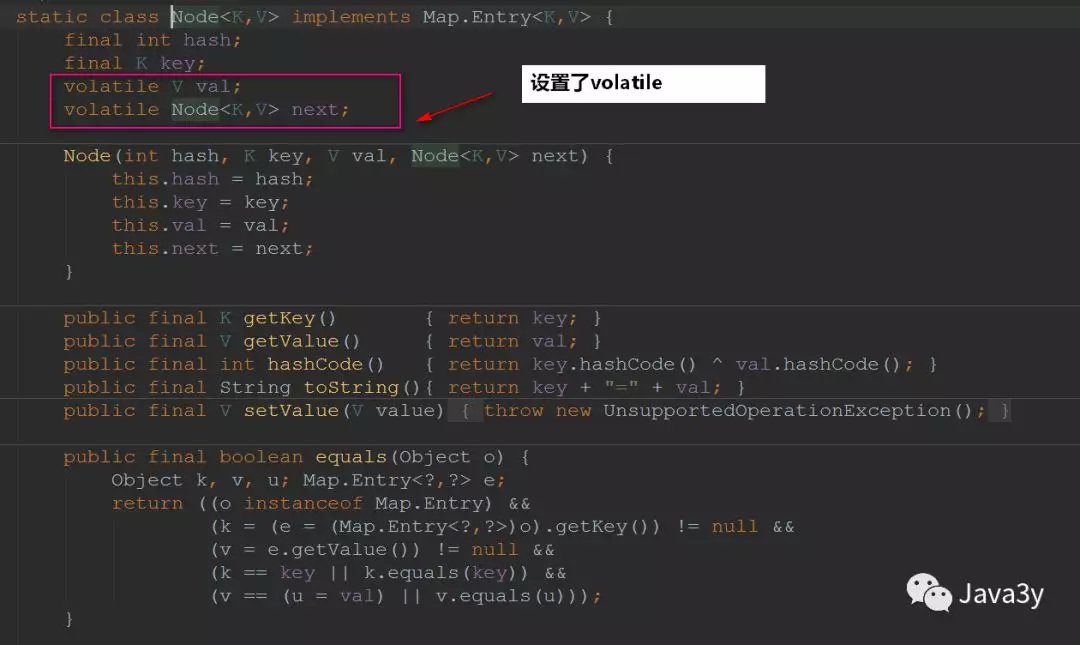 static class Node<K,V> implements Map.Entry<K,V> {
final int hash;
final K key;
volatile V val;
volatile Node<K,V> next;
设置了volatile
Node(int hash, K key, V val, Node<K,V> next) {
this.hash = hash;
this.key = key;
this.val = val;
this.next = next;
}
public final K getKey() { return key; }
public final V getValue() { return val; }
public final int hashCode() { return key.hashCode() ^ val.hashCode(); }
public final String toString(){ return key + "=" + val; }
public final V setValue(V value) { throw new UnsupportedOperationException(); }
public final boolean equals(Object o) {
Object k, v, u; Map.Entry<?,?> e;
return ((o instanceof Map.Entry) &&
(k = (e = (Map.Entry<?,?>)o).getKey()) != null &&
(v = e.getValue()) != null &&
(k == key || k.equals(key)) &&
(v == (u = val) || v.equals(u)));
}
Java3y